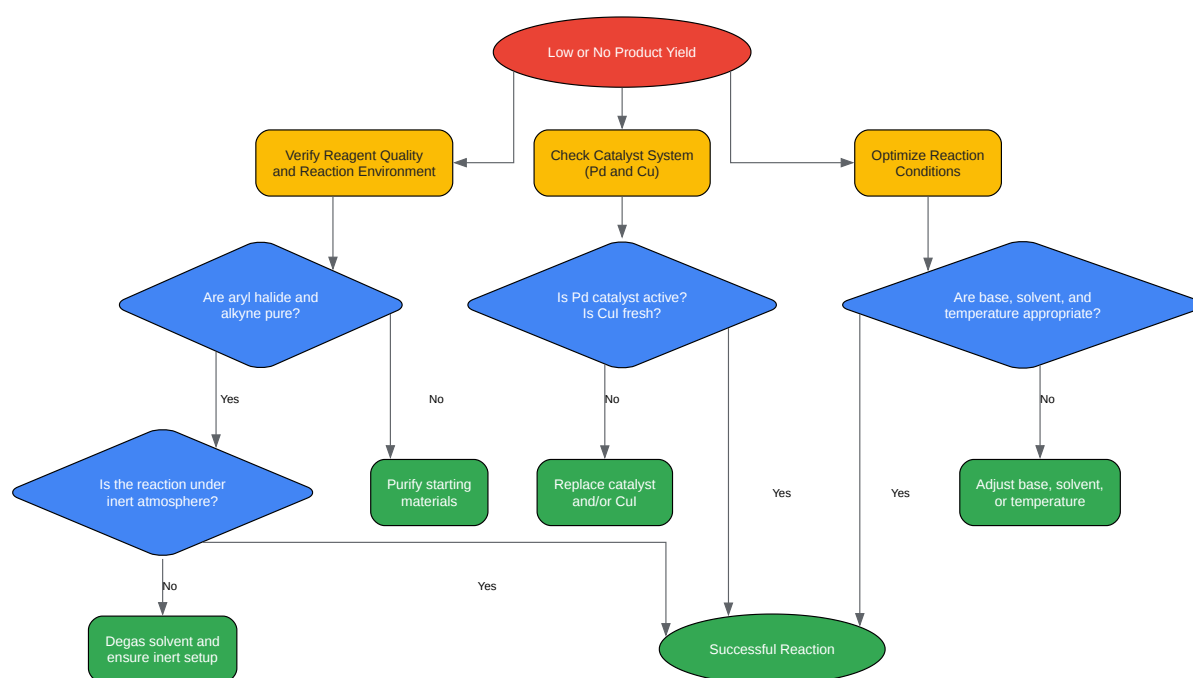 Low or No Product Yield
Verify Reagent Quality
and Reaction Environment
Check Catalyst System
(Pd and Cu)
Optimize Reaction
Conditions
Are aryl halide and
alkyne pure?
Is Pd catalyst active?
Is CuI fresh?
Are base, solvent, and
temperature appropriate?
Yes
No
No
No
Is the reaction under
inert atmosphere?
Purify starting
materials
Replace catalyst
and/or CuI
Yes
Yes
Adjust base, solvent,
or temperature
No
Yes
Degas solvent and
ensure inert setup
Successful Reaction